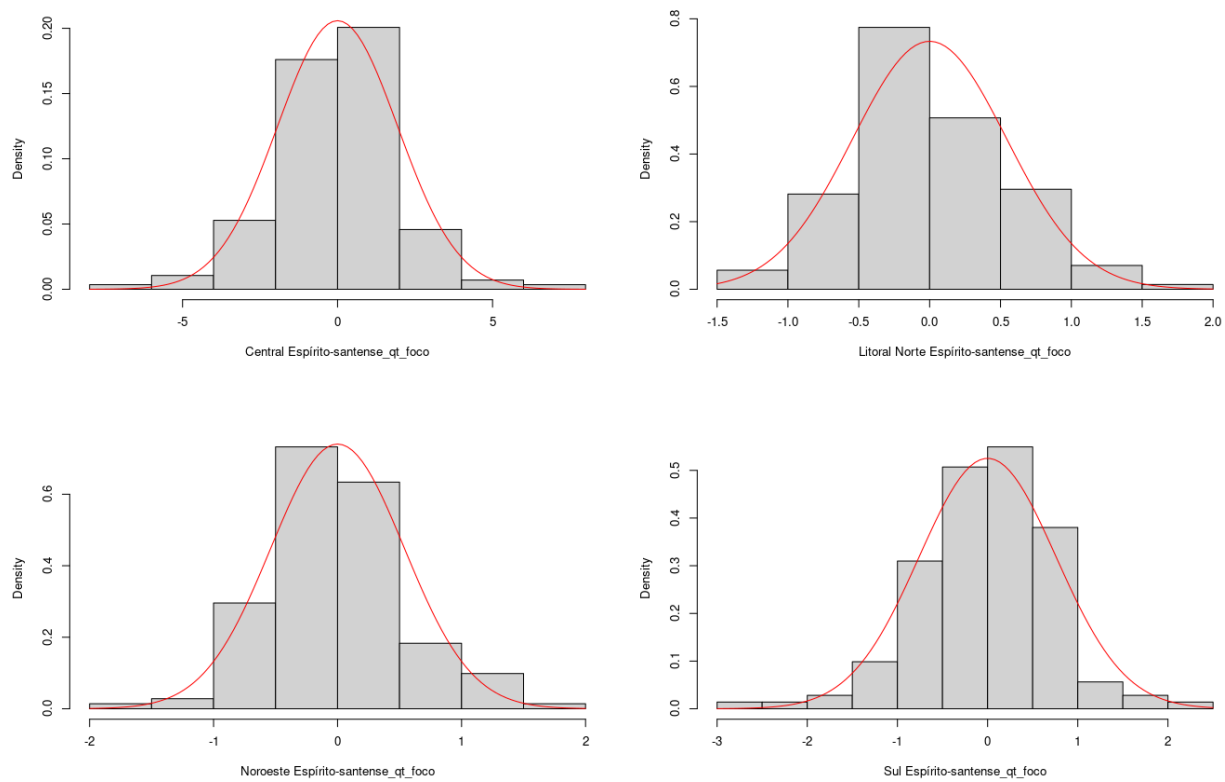 Density
0.00 0.05 0.10 0.15 0.20
-5 0 5
Central Espírito-santense_qt_foco
Density
0.0 0.2 0.4 0.6 0.8
-1.5 -1.0 -0.5 0.0 0.5 1.0 1.5 2.0
Litoral Norte Espírito-santense_qt_foco
Density
0.0 0.2 0.4 0.6
-2 -1 0 1 2
Noroeste Espírito-santense_qt_foco
Density
0.0 0.1 0.2 0.3 0.4 0.5
-3 -2 -1 0 1 2
Sul Espírito-santense_qt_foco